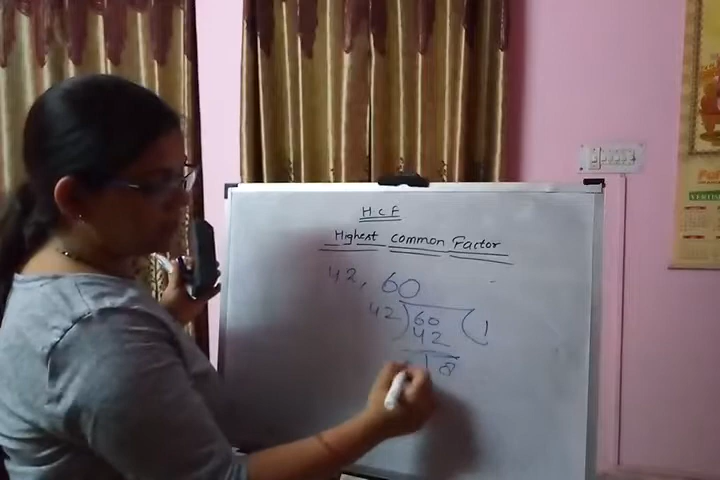 HCF
Highest common Factor
42, 60
42)60(1
42
18